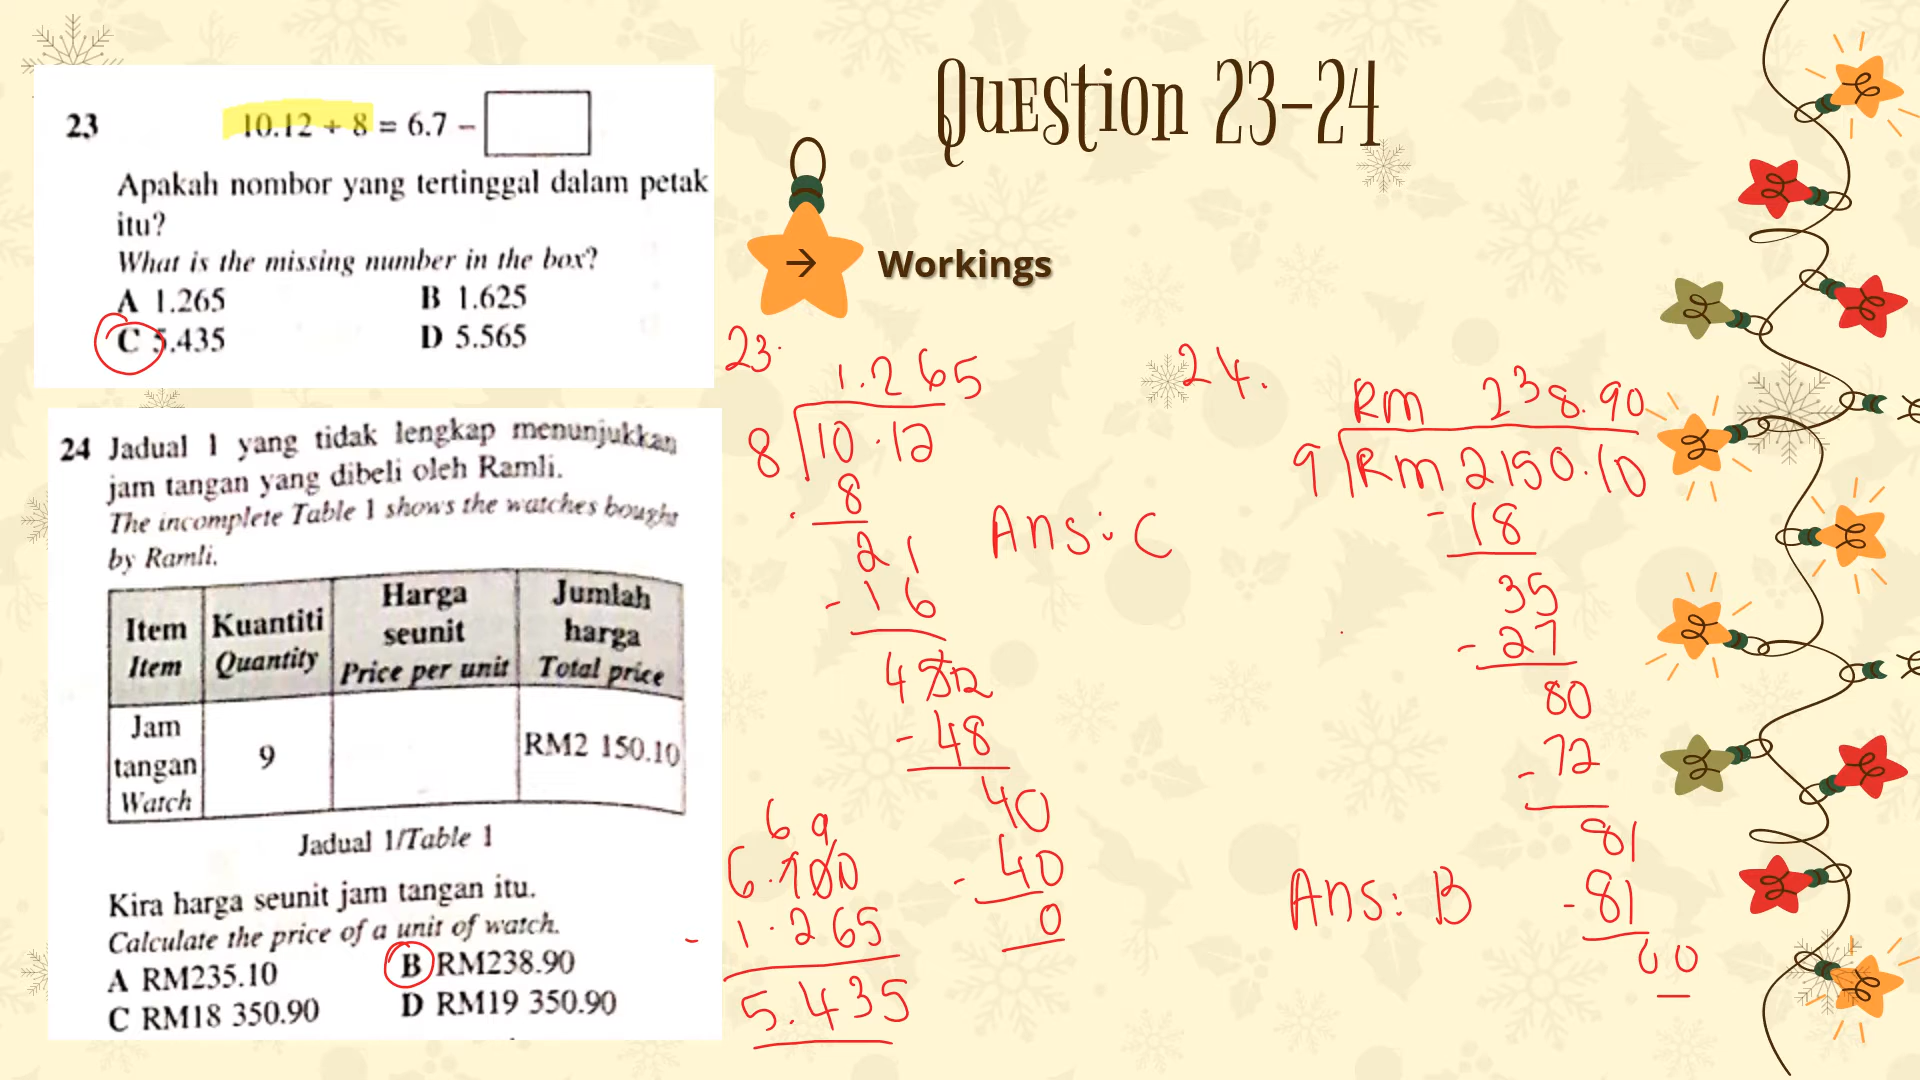 Question 23-24
23 10.12 ÷ 8 = 6.7 –
Apakah nombor yang tertinggal dalam petak
itu?
What is the missing number in the box?
A 1.265 B 1.625
C 5.435 D 5.565
24 Jadual 1 yang tidak lengkap menunjukkan
jam tangan yang dibeli oleh Ramli.
The incomplete Table 1 shows the watches bought
by Ramli.
Item
Item
Kuantiti
Quantity
Harga
seunit
Price per unit
Jumlah
harga
Total price
Jam
tangan
Watch
9
RM2 150.10
Jadual 1/Table 1
Kira harga seunit jam tangan itu.
Calculate the price of a unit of watch.
A RM235.10 B RM238.90
C RM18 350.90 D RM19 350.90
→ Workings
23.
1.265
8 10.12
8
21
- 16
4 12
- 48
40
- 40
0
6 9
6.700
- 1.265
5.435
Ans: C
24.
Rm 238.90
9 Rm 2150.10
- 18
35
- 27
80
- 72
81
- 81
00
Ans: B